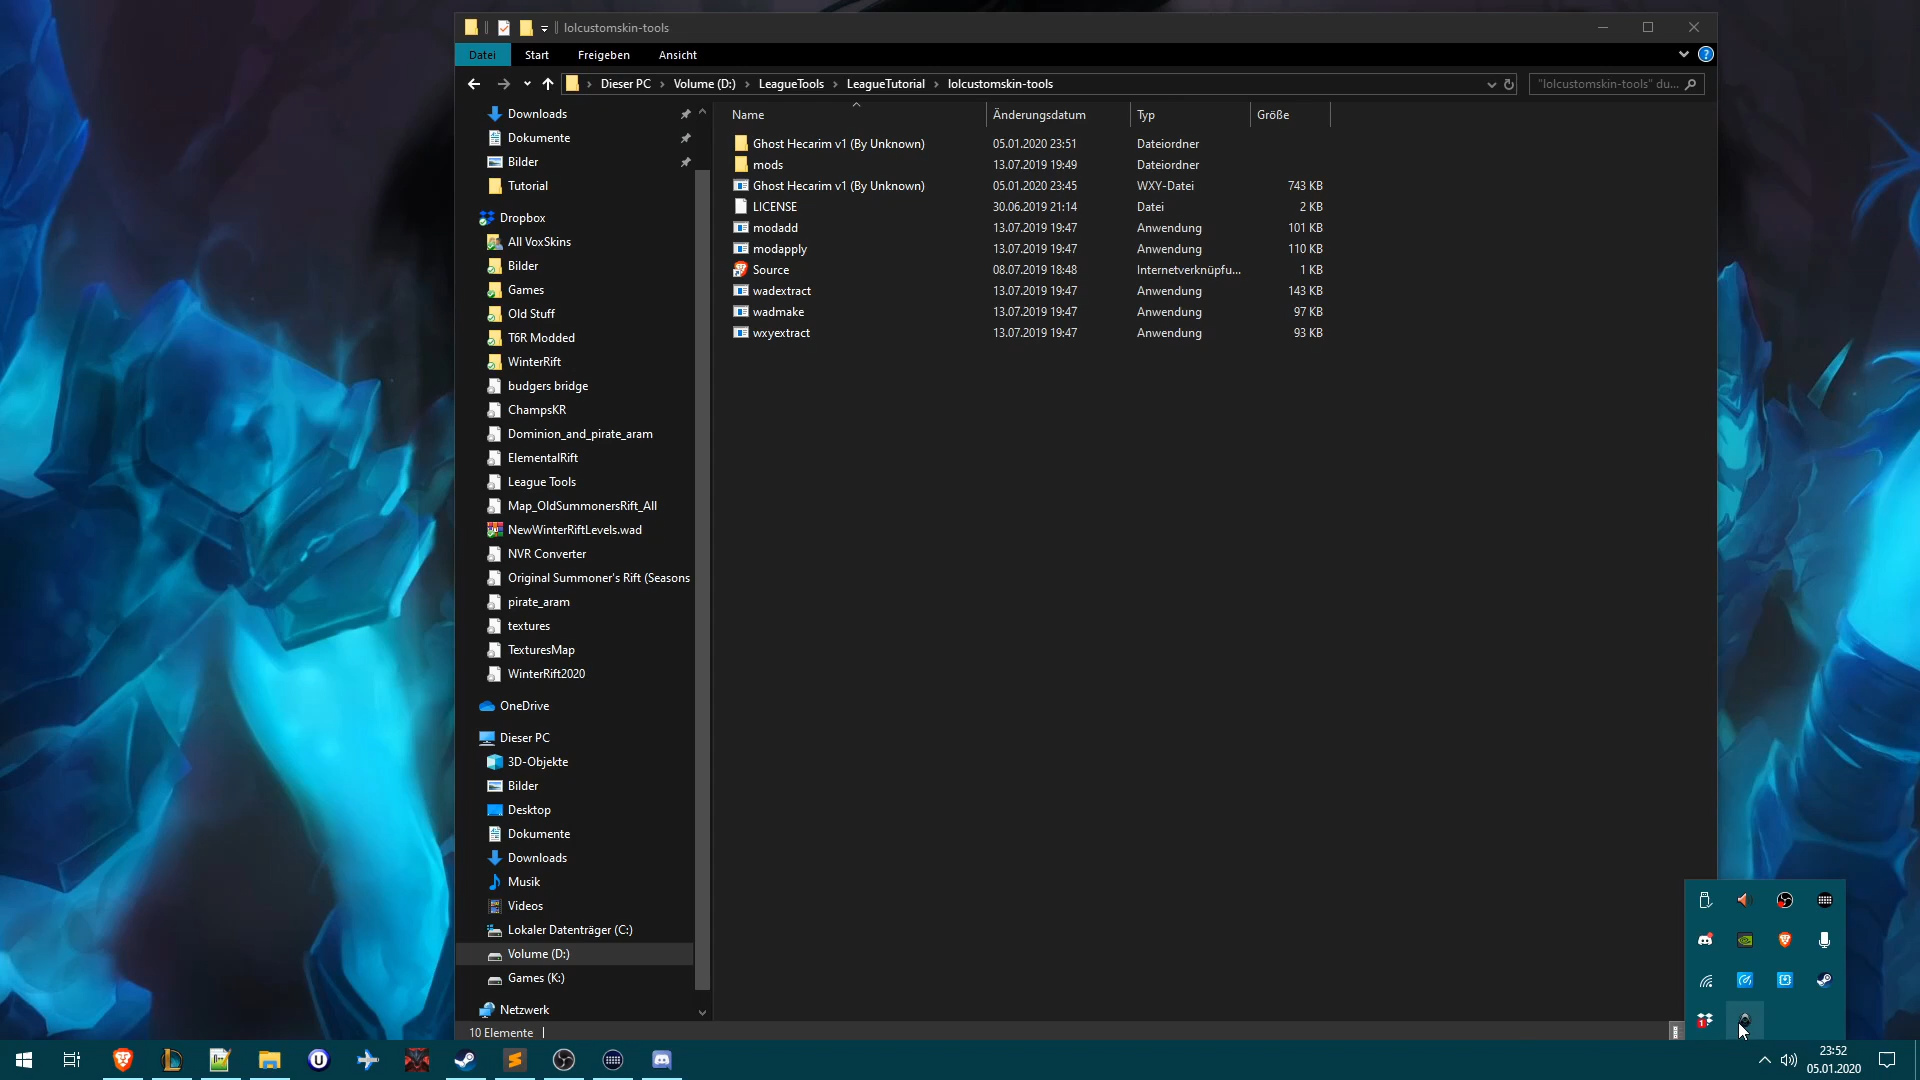 lolcustomskin-tools
Datei Start Freigeben Ansicht
Dieser PC Volume (D:) LeagueTools LeagueTutorial lolcustomskin-tools
"lolcustomskin-tools" du...
Name Änderungsdatum Typ Größe
Ghost Hecarim v1 (By Unknown) 05.01.2020 23:51 Dateiordner
mods 13.07.2019 19:49 Dateiordner
Ghost Hecarim v1 (By Unknown) 05.01.2020 23:45 WXY-Datei 743 KB
LICENSE 30.06.2019 21:14 Datei 2 KB
modadd 13.07.2019 19:47 Anwendung 101 KB
modapply 13.07.2019 19:47 Anwendung 110 KB
Source 08.07.2019 18:48 Internetverknüpfu... 1 KB
wadextract 13.07.2019 19:47 Anwendung 143 KB
wadmake 13.07.2019 19:47 Anwendung 97 KB
wxyextract 13.07.2019 19:47 Anwendung 93 KB
Downloads
Dokumente
Bilder
Tutorial
Dropbox
All VoxSkins
Bilder
Games
Old Stuff
T6R Modded
WinterRift
budgers bridge
ChampsKR
Dominion_and_pirate_aram
ElementalRift
League Tools
Map_OldSummonersRift_All
NewWinterRiftLevels.wad
NVR Converter
Original Summoner's Rift (Seasons
pirate_aram
textures
TexturesMap
WinterRift2020
OneDrive
Dieser PC
3D-Objekte
Bilder
Desktop
Dokumente
Downloads
Musik
Videos
Lokaler Datenträger (C:)
Volume (D:)
Games (K:)
Netzwerk
10 Elemente
23:52
05.01.2020